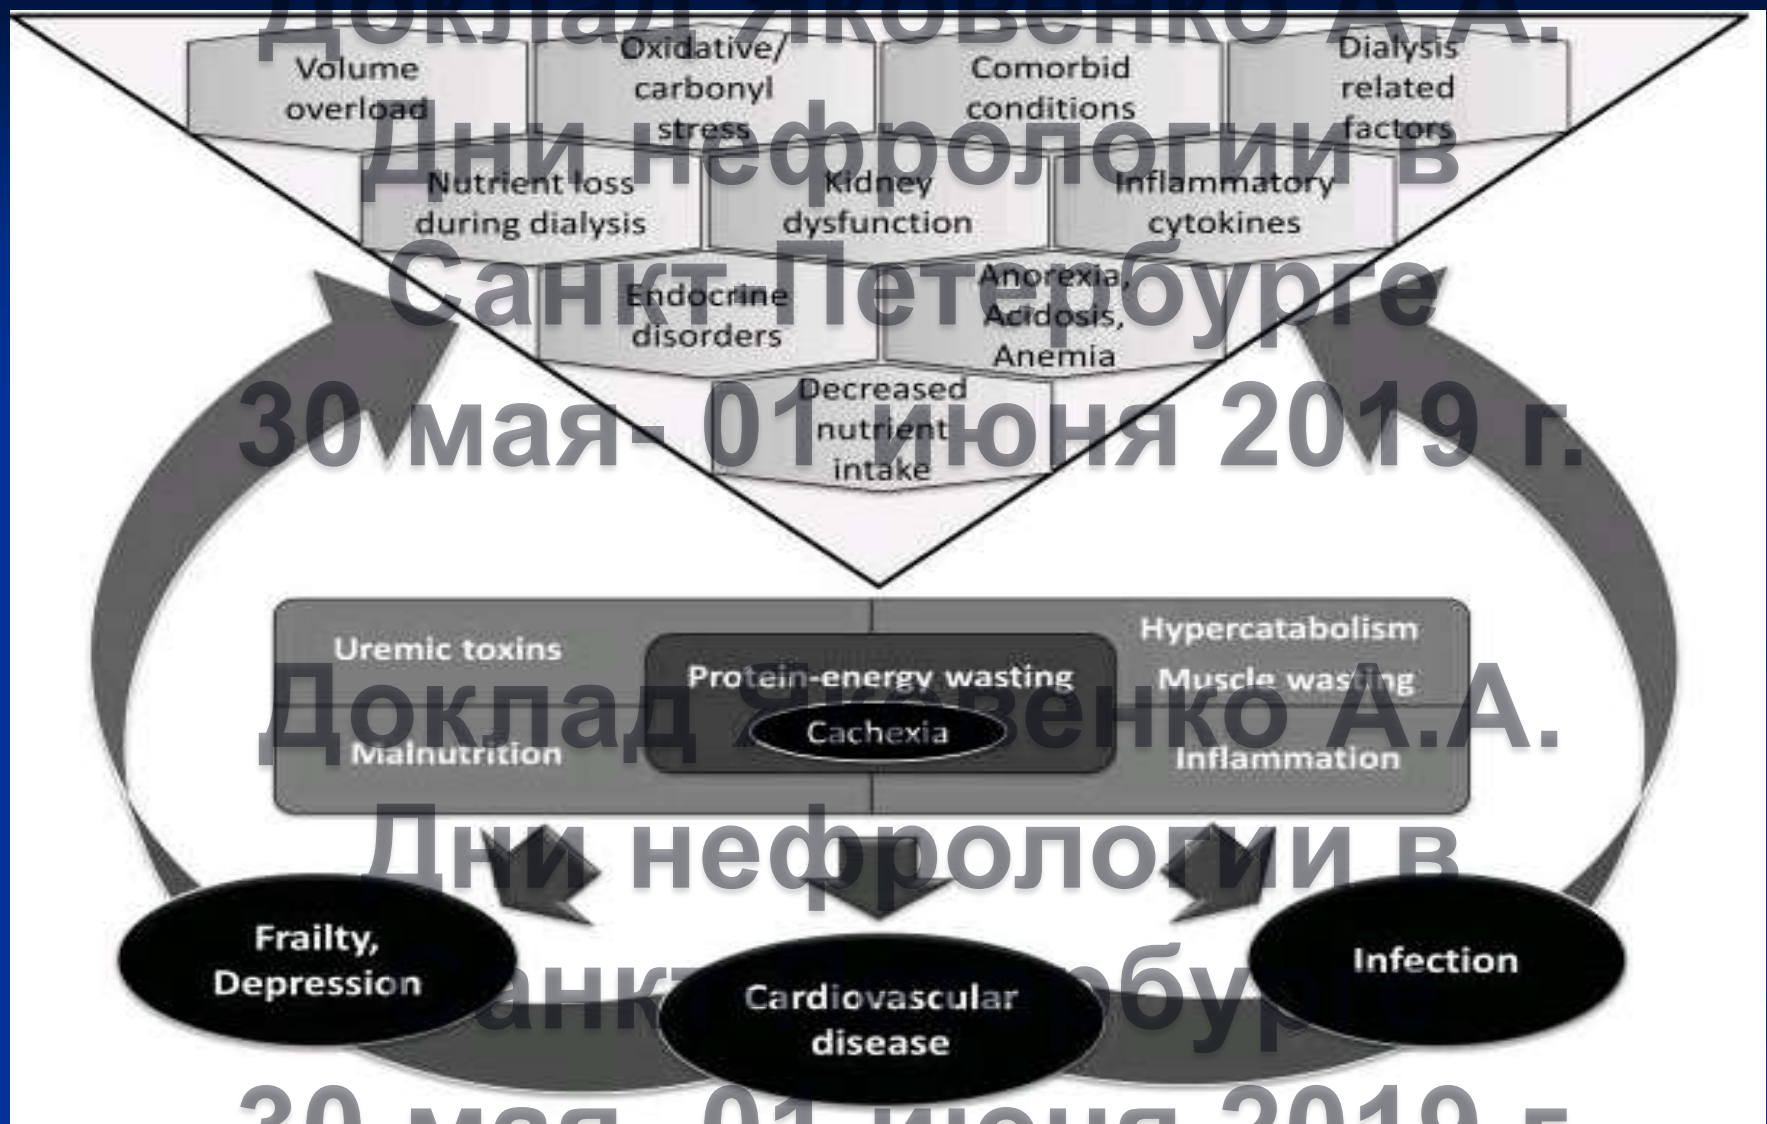 Доклад Яковенко А.А.
Volume
overload
Oxidative/
carbonyl
stress
Comorbid
conditions
Dialysis
related
factors
Дни нефрологии в
Nutrient loss
during dialysis
Kidney
dysfunction
Inflammatory
cytokines
Санкт-Петербурге
Endocrine
disorders
Anorexia,
Acidosis,
Anemia
30 мая- 01 июня 2019 г.
Decreased
nutrient
intake
Uremic toxins
Malnutrition
Protein-energy wasting
Cachexia
Hypercatabolism
Muscle wasting
Inflammation
Доклад Яковенко А.А.
Дни нефрологии в
Frailty,
Depression
Cardiovascular
disease
Infection
Санкт-Петербурге
30 мая- 01 июня 2019 г.